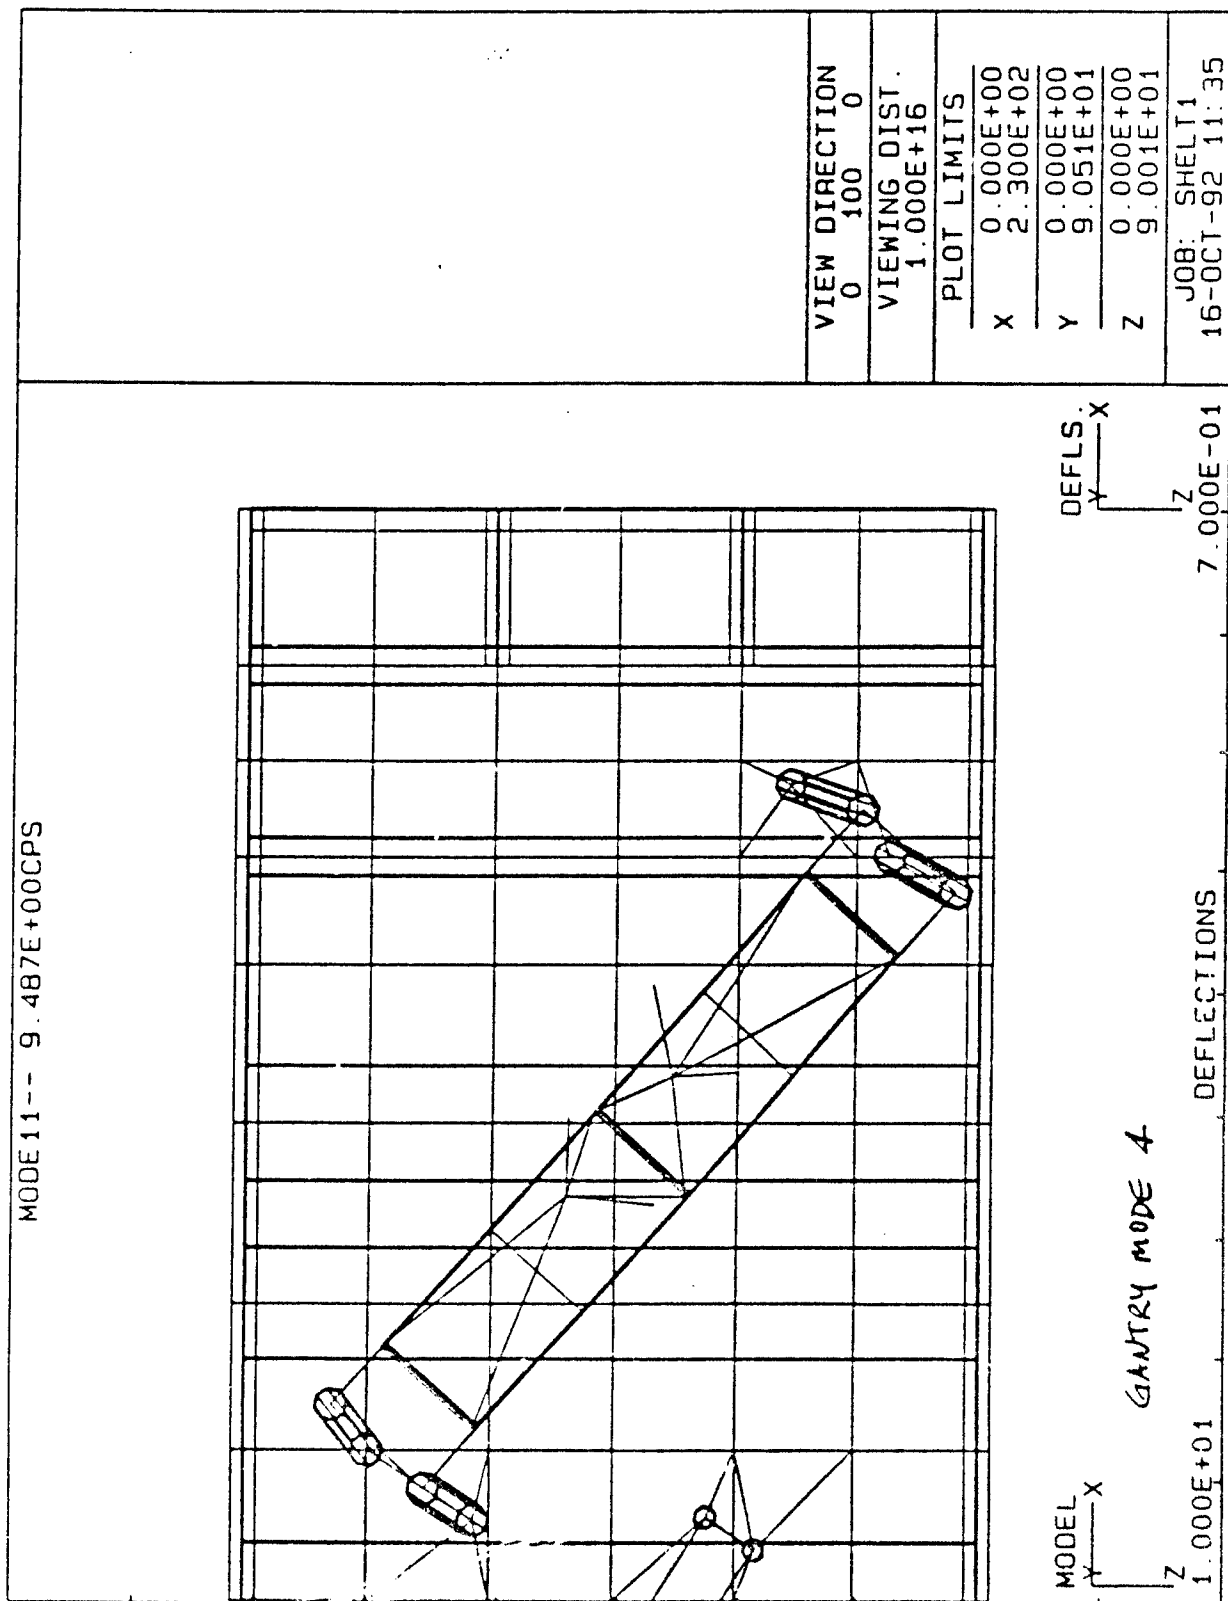 MODE11-- 9.487E+00CPS
VIEW DIRECTION
0 100 0
VIEWING DIST.
1.000E+16
PLOT LIMITS
X 0.000E+00
2.300E+02
Y 0.000E+00
9.051E+01
Z 0.000E+00
9.001E+01
JOB: SHELT1
16-OCT-92 11:35
GANTRY MODE 4
MODEL
Y X
Z
1.000E+01
DEFLECTIONS
DEFLS.
Y X
Z
7.000E-01